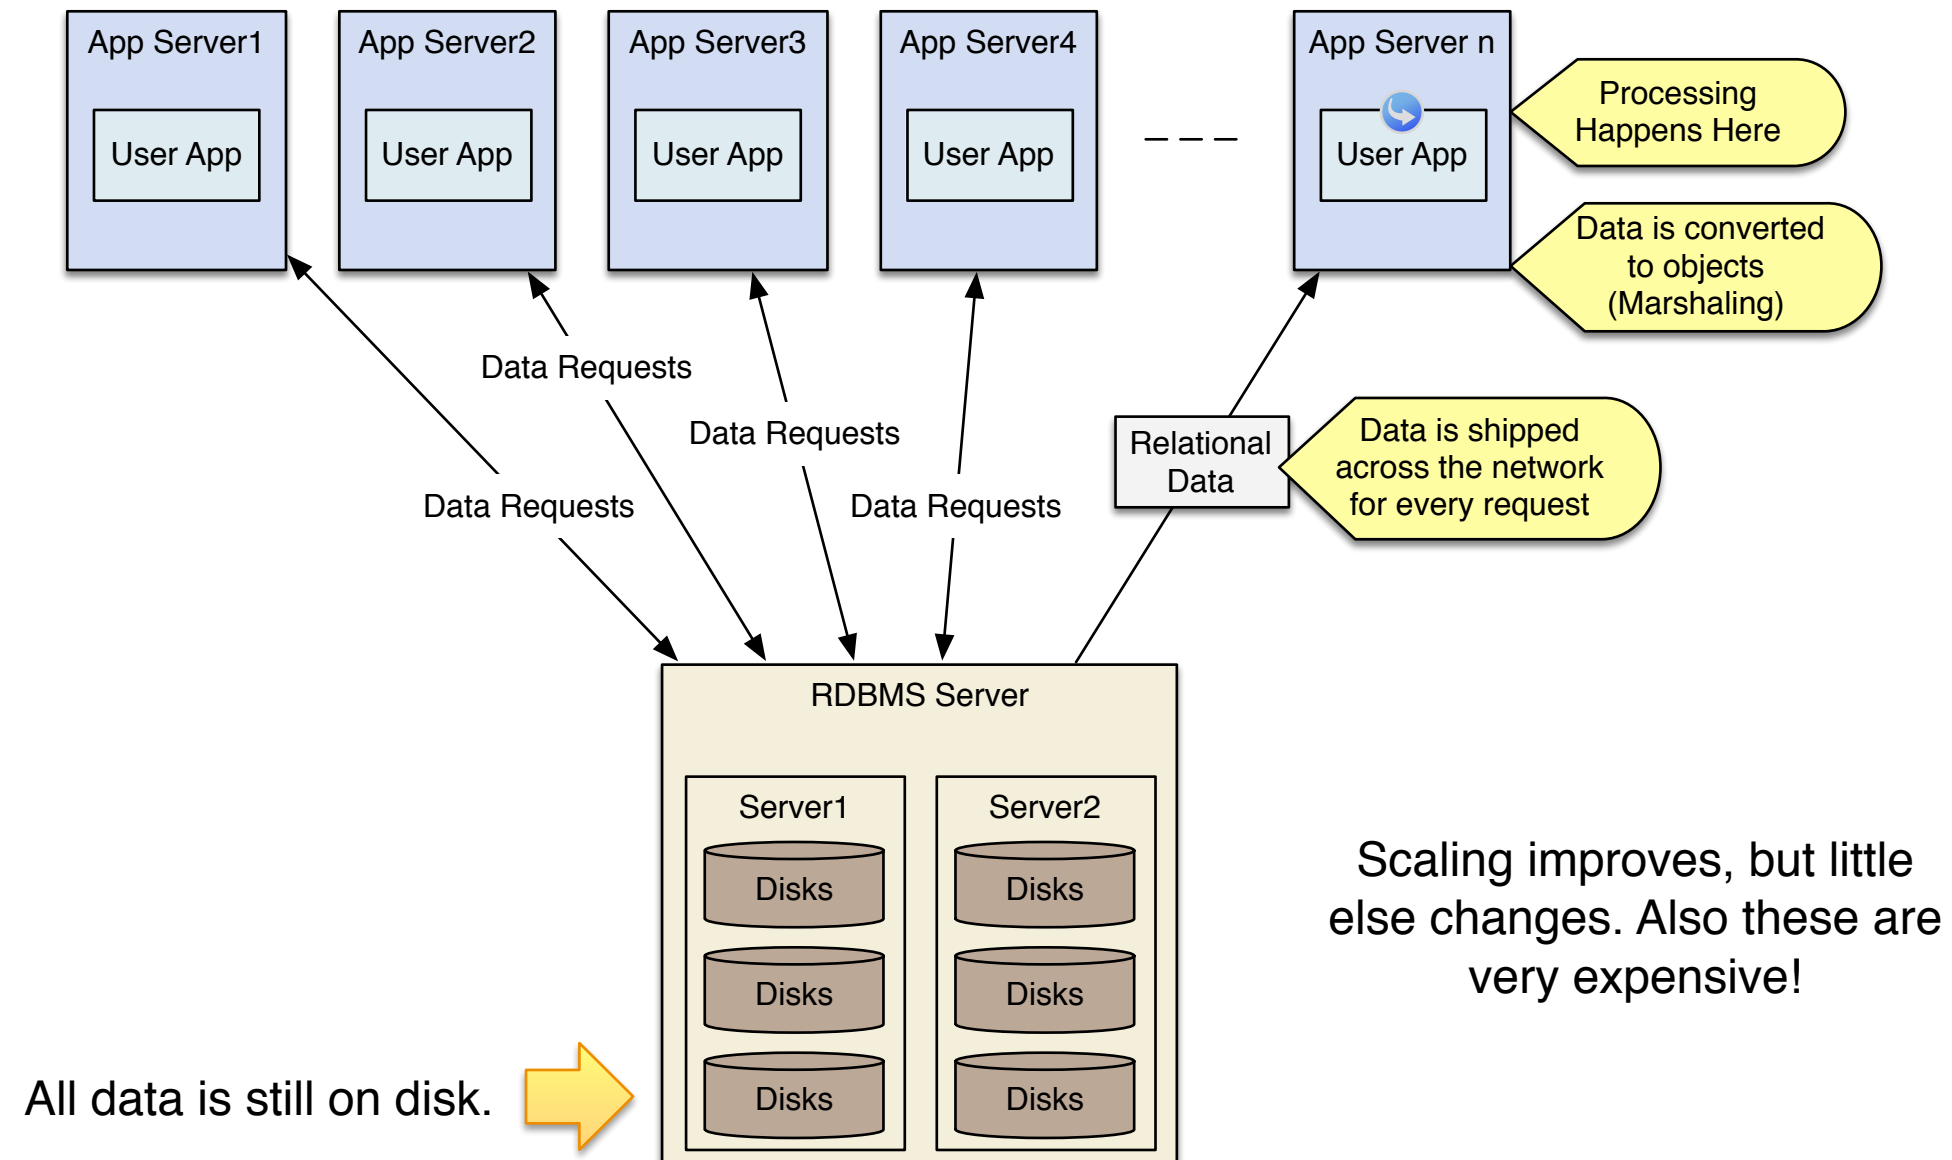 App Server1
App Server2
App Server3
App Server4
App Server n
User App
User App
User App
User App
User App
Processing
Happens Here
Data is converted
to objects
(Marshaling)
Data Requests
Data Requests
Data Requests
Data Requests
Relational
Data
Data is shipped
across the network
for every request
RDBMS Server
Server1
Server2
Disks
Disks
Disks
Disks
Disks
Disks
Scaling improves, but little
else changes. Also these are
very expensive!
All data is still on disk.